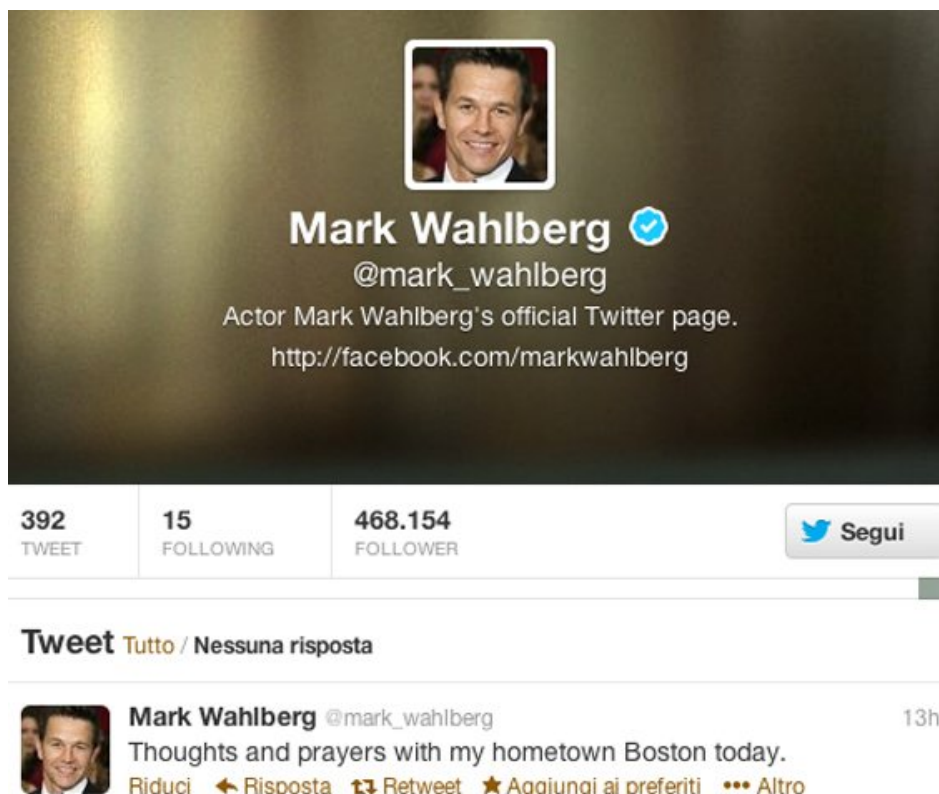 Mark Wahlberg
@mark_wahlberg
Actor Mark Wahlberg's official Twitter page.
http://facebook.com/markwahlberg
392
TWEET
15
FOLLOWING
468.154
FOLLOWER
Segui
Tweet Tutto / Nessuna risposta
Mark Wahlberg @mark_wahlberg 13h
Thoughts and prayers with my hometown Boston today.
Riduci Risposta Retweet Aggiungi ai preferiti ••• Altro